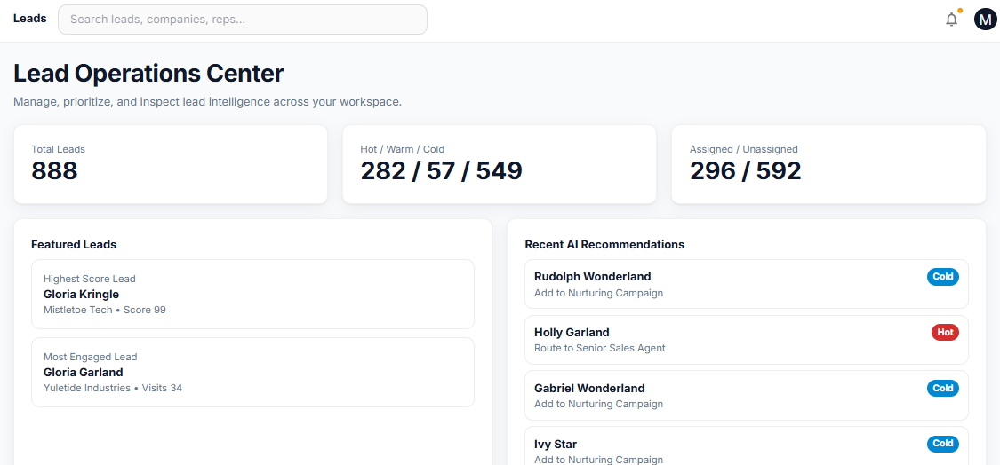 Leads
Search leads, companies, reps...
M
Lead Operations Center
Manage, prioritize, and inspect lead intelligence across your workspace.
Total Leads
888
Hot / Warm / Cold
282 / 57 / 549
Assigned / Unassigned
296 / 592
Featured Leads
Highest Score Lead
Gloria Kringle
Mistletoe Tech • Score 99
Most Engaged Lead
Gloria Garland
Yuletide Industries • Visits 34
Recent AI Recommendations
Rudolph Wonderland
Cold
Add to Nurturing Campaign
Holly Garland
Hot
Route to Senior Sales Agent
Gabriel Wonderland
Cold
Add to Nurturing Campaign
Ivy Star
Cold
Add to Nurturing Campaign